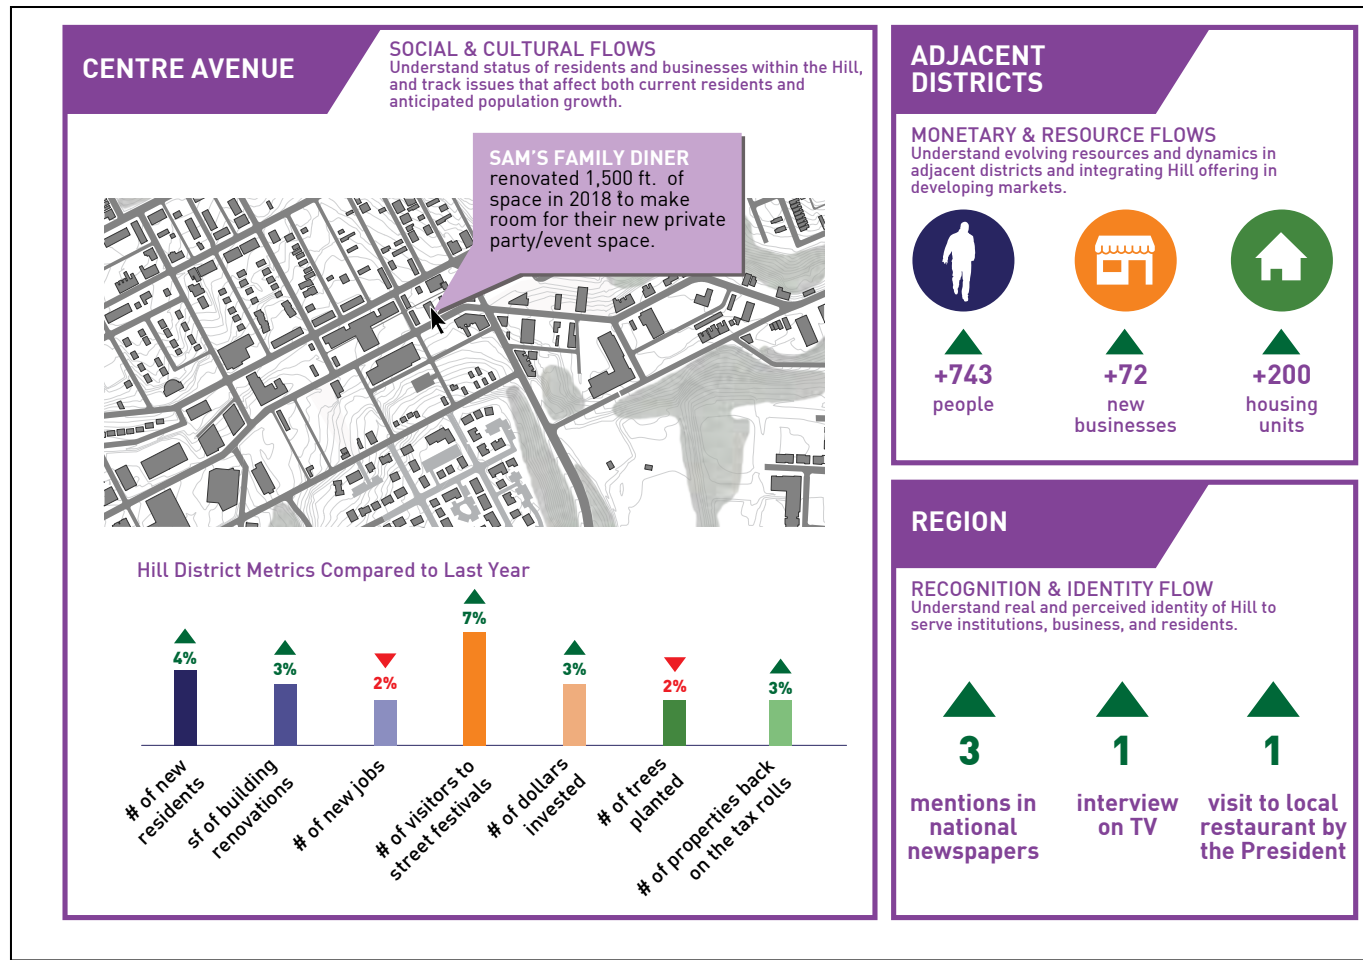 CENTRE AVENUE
SOCIAL & CULTURAL FLOWS
Understand status of residents and businesses within the Hill,
and track issues that affect both current residents and
anticipated population growth.
SAM'S FAMILY DINER
renovated 1,500 ft. of
space in 2018 to make
room for their new private
party/event space.
Hill District Metrics Compared to Last Year
4%
3%
2%
7%
3%
2%
3%
# of new
residents
sf of building
renovations
# of new jobs
# of visitors to
street festivals
# of dollars
invested
# of trees
planted
# of properties back
on the tax rolls
ADJACENT
DISTRICTS
MONETARY & RESOURCE FLOWS
Understand evolving resources and dynamics in
adjacent districts and integrating Hill offering in
developing markets.
+743
people
+72
new
businesses
+200
housing
units
REGION
RECOGNITION & IDENTITY FLOW
Understand real and perceived identity of Hill to
serve institutions, business, and residents.
3
mentions in
national
newspapers
1
interview
on TV
1
visit to local
restaurant by
the President